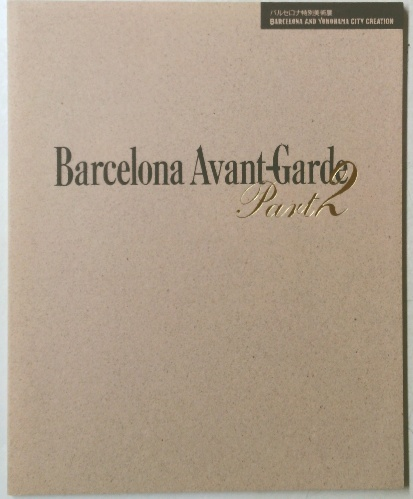 バルセロナ特別美術展
BARCELONA AND YOKOHAMA CITY CREATION
Barcelona Avant-Garde
Part 2